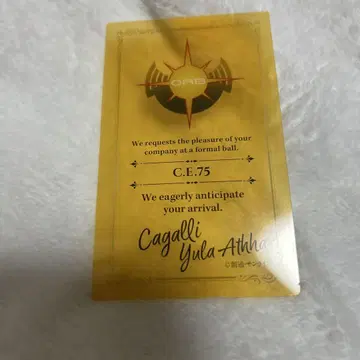 ORB
We requests the pleasure of your
company at a formal ball.
C.E.75
We eagerly anticipate
your arrival.
Cagalli
Yula Athha